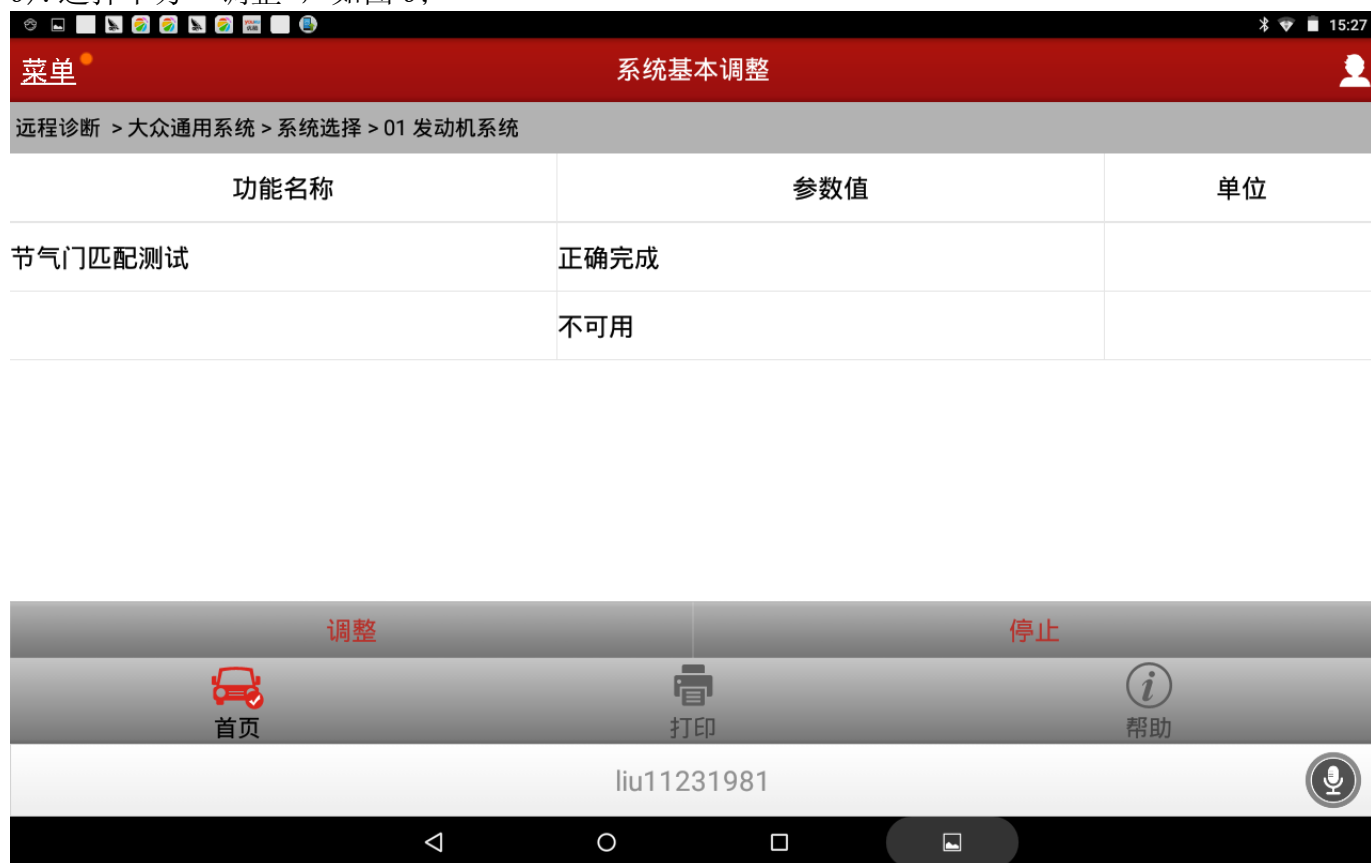 15:27
菜单 系统基本调整
远程诊断 > 大众通用系统 > 系统选择 > 01 发动机系统
功能名称 参数值 单位
节气门匹配测试 正确完成
不可用
调整 停止
首页 打印 帮助
liu11231981